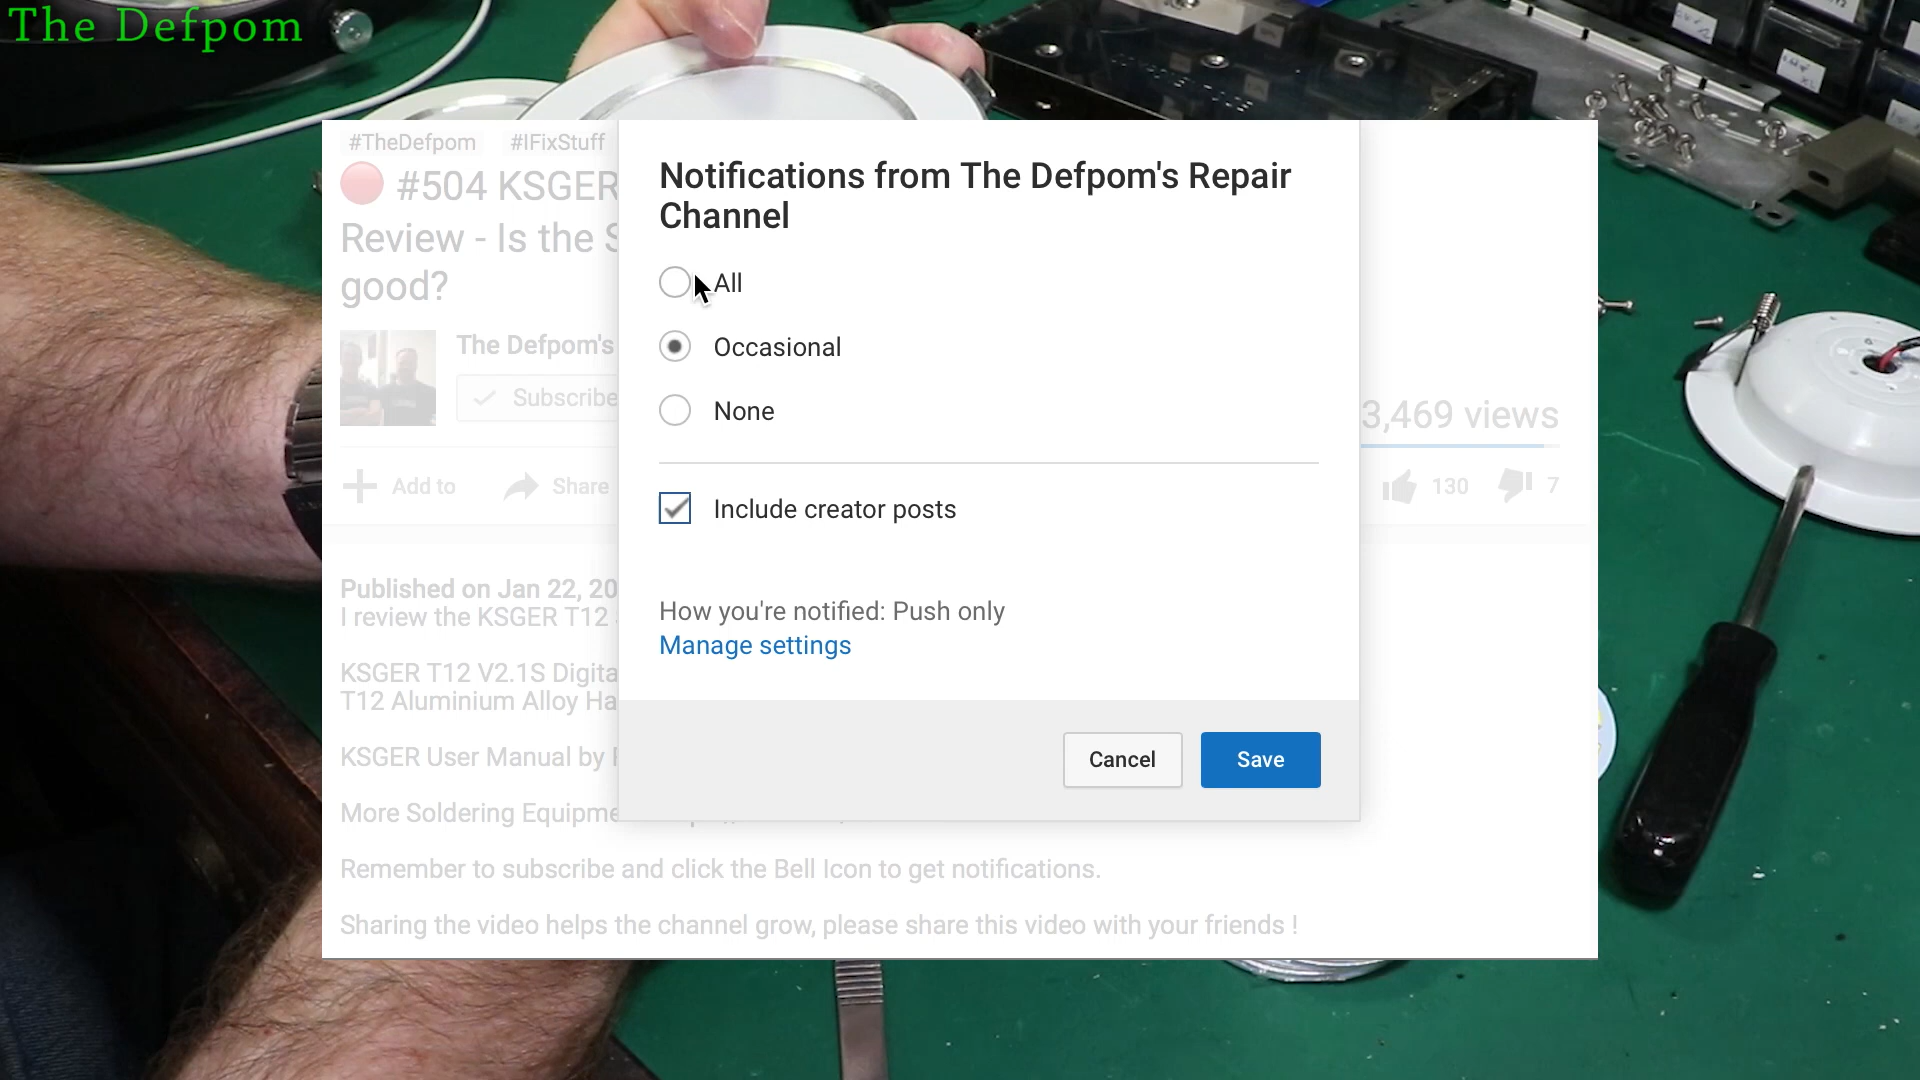 The Defpom
#TheDefpom #IFixStuff
#504 KSGER
Review - Is the S
good?
The Defpom's
Subscribe
3,469 views
Add to Share
130 7
Published on Jan 22, 20
I review the KSGER T12
KSGER T12 V2.1S Digita
T12 Aluminium Alloy Ha
KSGER User Manual by
More Soldering Equipme
Remember to subscribe and click the Bell Icon to get notifications.
Sharing the video helps the channel grow, please share this video with your friends !
Notifications from The Defpom's Repair
Channel
All
Occasional
None
Include creator posts
How you're notified: Push only
Manage settings
Cancel Save